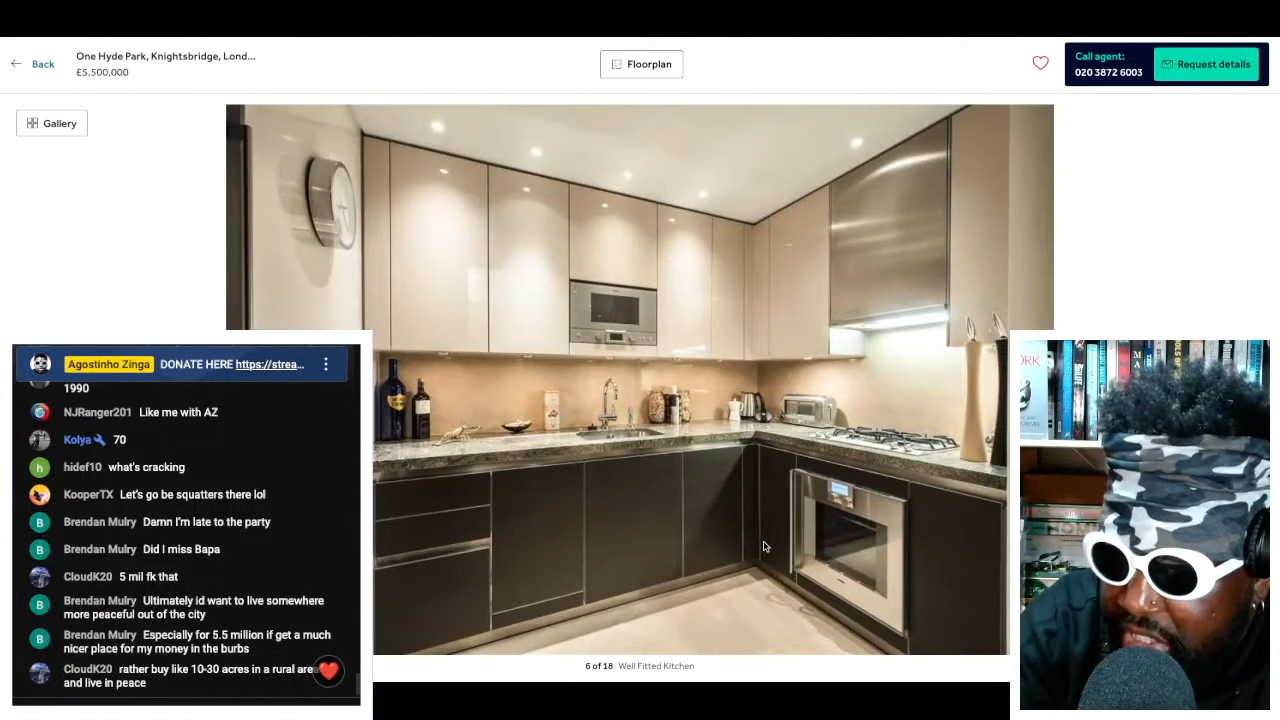 Back
One Hyde Park, Knightsbridge, Lond...
£5,500,000
Floorplan
Call agent:
020 3872 6003
Request details
Gallery
Agostinho Zinga DONATE HERE https://strea...
1990
NJRanger201 Like me with AZ
Kolya 70
h hidef10 what's cracking
KooperTX Let's go be squatters there lol
B Brendan Mulry Damn I'm late to the party
B Brendan Mulry Did I miss Bapa
CloudK20 5 mil fk that
B Brendan Mulry Ultimately id want to live somewhere
more peaceful out of the city
B Brendan Mulry Especially for 5.5 million if get a much
nicer place for my money in the burbs
CloudK20 rather buy like 10-30 acres in a rural area
and live in peace
6 of 18 Well Fitted Kitchen